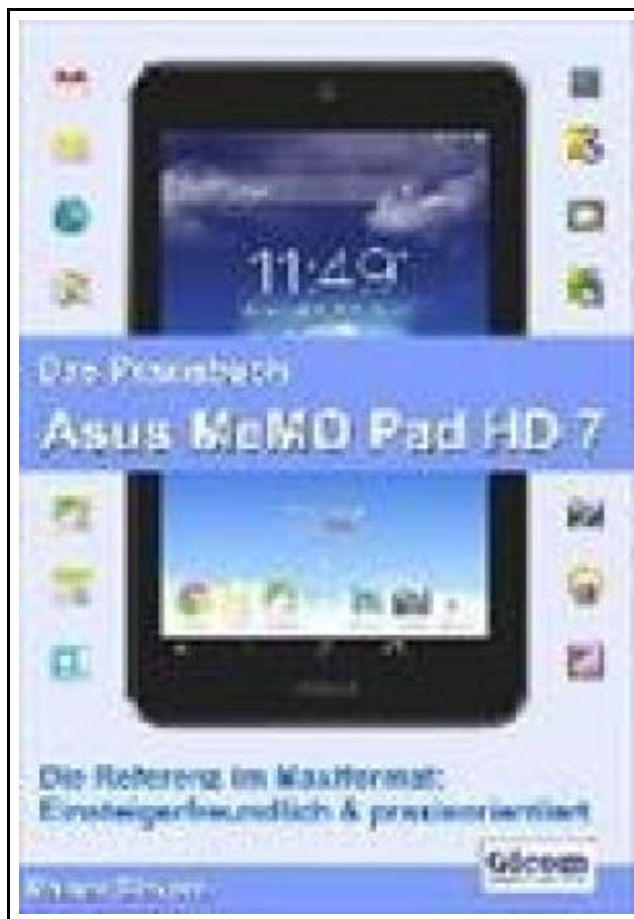 11:49
Das Praxisbuch
Asus MeMO Pad HD 7
Die Referenz im Maxiformat:
Einsteigerfreundlich & praxisorientiert
Gicom